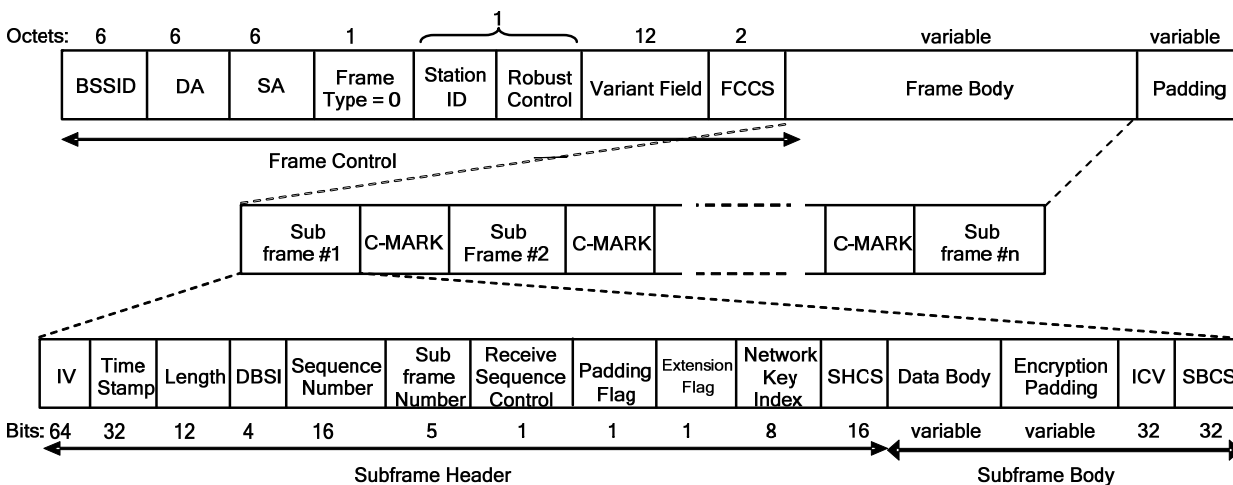 1
Octets: 6 6 6 1 12 2 variable variable
BSSID DA SA Frame Type = 0 Station ID Robust Control Variant Field FCCS Frame Body Padding
Frame Control
Sub frame #1 C-MARK Sub Frame #2 C-MARK C-MARK Sub frame #n
IV Time Stamp Length DBSI Sequence Number Sub frame Number Receive Sequence Control Padding Flag Extension Flag Network Key Index SHCS Data Body Encryption Padding ICV SBCS
Bits: 64 32 12 4 16 5 1 1 1 8 16 variable variable 32 32
Subframe Header Subframe Body